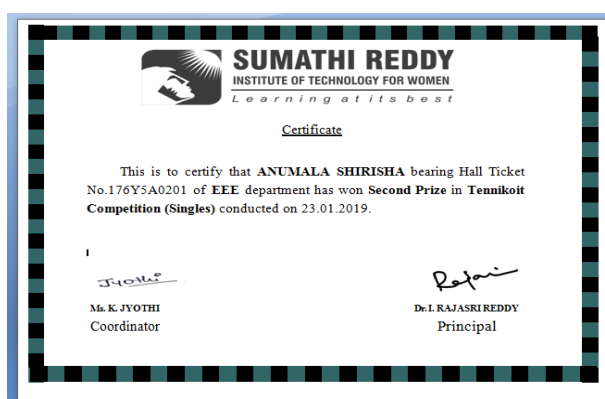 SUMATHI REDDY
INSTITUTE OF TECHNOLOGY FOR WOMEN
Learning at its best
Certificate
This is to certify that ANUMALA SHIRISHA bearing Hall Ticket
No.176Y5A0201 of EEE department has won Second Prize in Tennikoit
Competition (Singles) conducted on 23.01.2019.
Jyothi
Rajasri
Ms. K. JYOTHI
Dr. I. RAJASRI REDDY
Coordinator
Principal